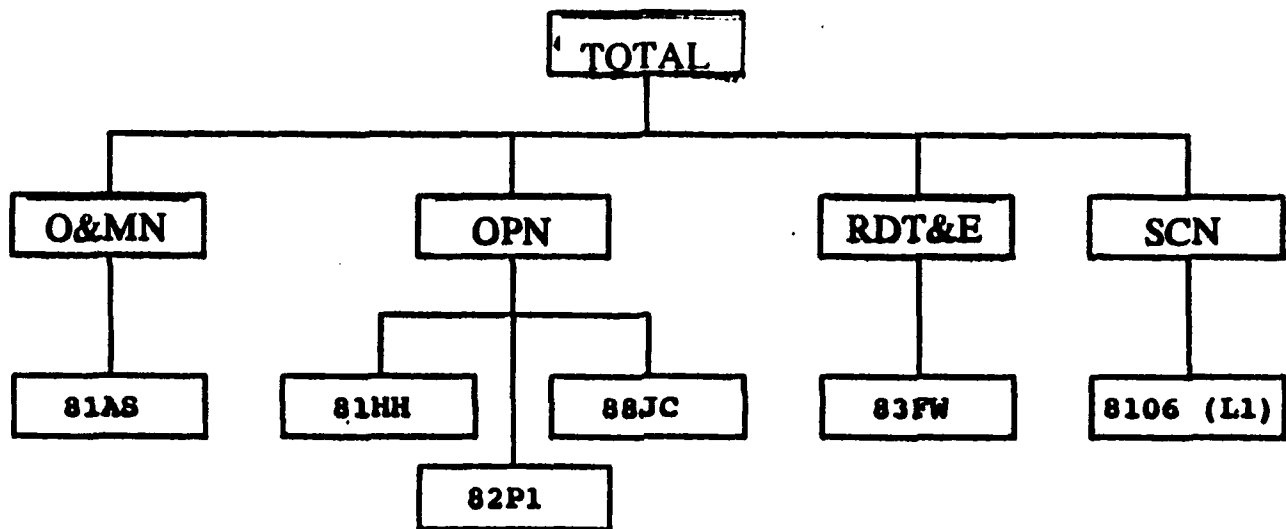 TOTAL
O&MN
OPN
RDT&E
SCN
81AS
81HH
88JC
83FW
8106 (L1)
82P1